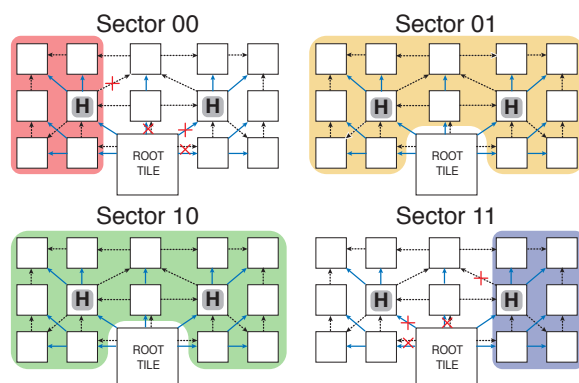 Sector 00
H
H
ROOT
TILE
Sector 01
H
H
ROOT
TILE
Sector 10
H
H
ROOT
TILE
Sector 11
H
H
ROOT
TILE